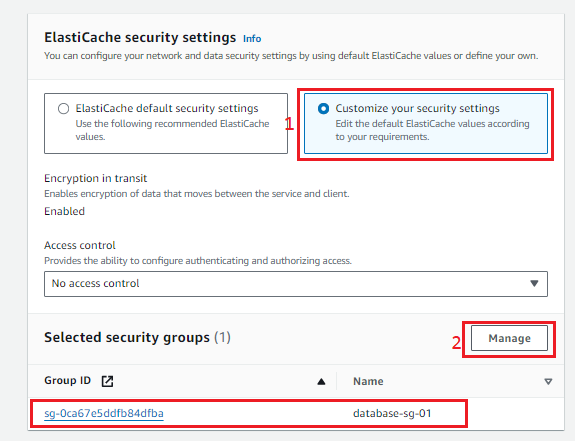 ElastiCache security settings Info
You can configure your network and data security settings by using default ElastiCache values or define your own.
ElastiCache default security settings
Use the following recommended ElastiCache
values.
1
Customize your security settings
Edit the default ElastiCache values according
to your requirements.
Encryption in transit
Enables encryption of data that moves between the service and client.
Enabled
Access control
Provides the ability to configure authenticating and authorizing access.
No access control
Selected security groups (1)
2
Manage
Group ID
Name
sg-0ca67e5ddfb84dfba
database-sg-01